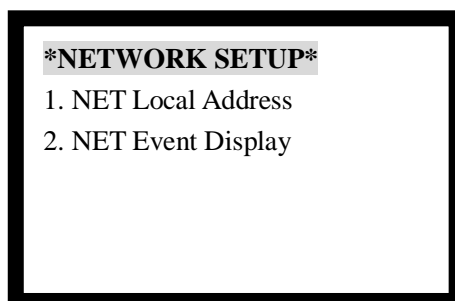 *NETWORK SETUP*
1. NET Local Address
2. NET Event Display